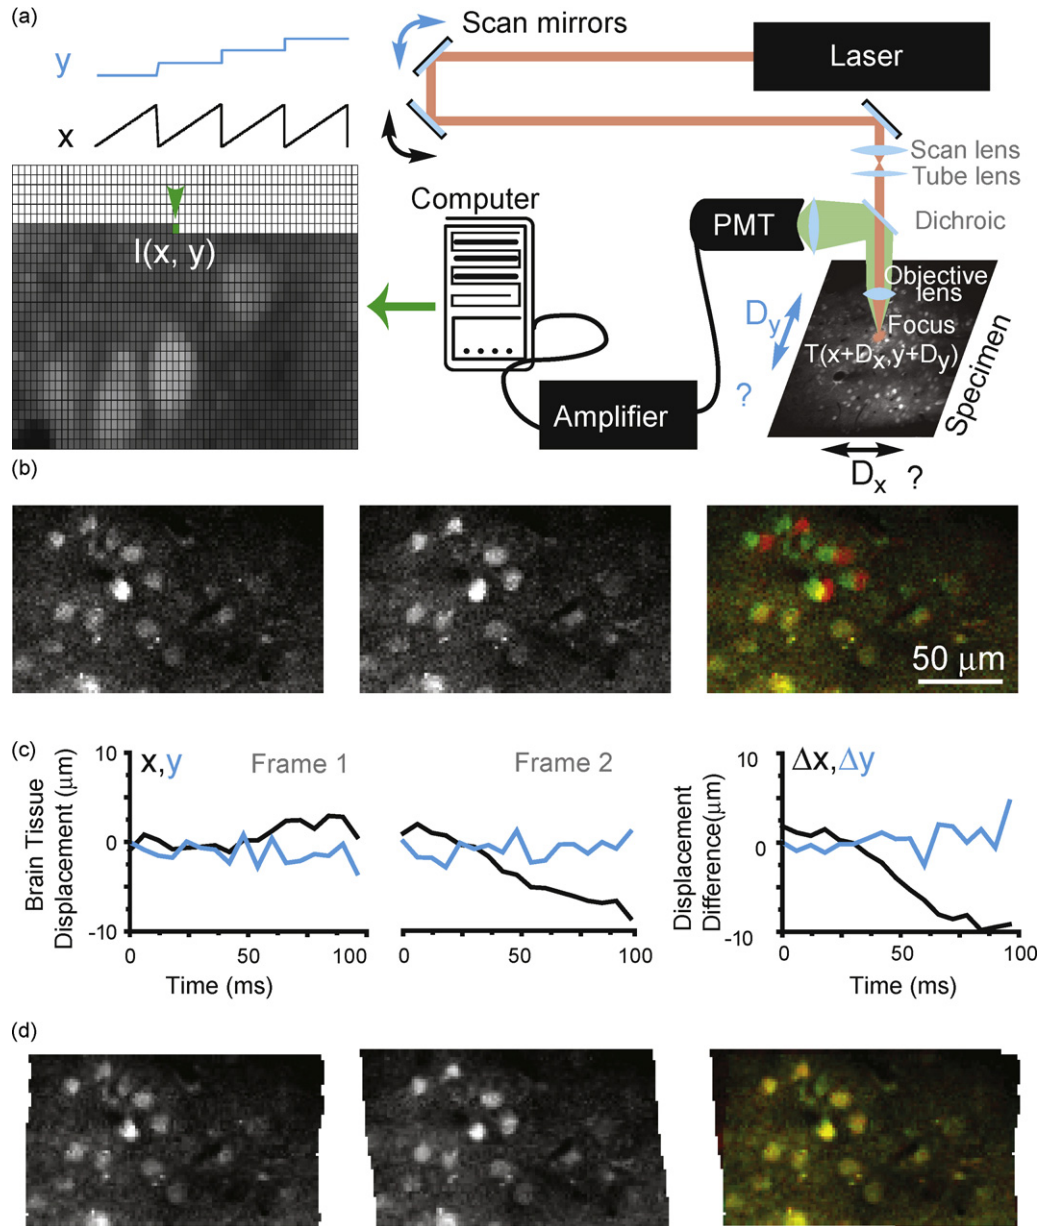 (a)
y
x
I(x, y)
Scan mirrors
Laser
Scan lens
Tube lens
Dichroic
Computer
PMT
Amplifier
Objective
lens
Focus
T(x+Dx,y+Dy)
Specimen
Dy
?
Dx ?
(b)
50 μm
(c)
Brain Tissue
Displacement (μm)
10
0
-10
x,y
Frame 1
0 50 100
Time (ms)
Frame 2
0 50 100
Time (ms)
Displacement
Difference(μm)
10
0
-10
Δx,Δy
0 50 100
Time (ms)
(d)